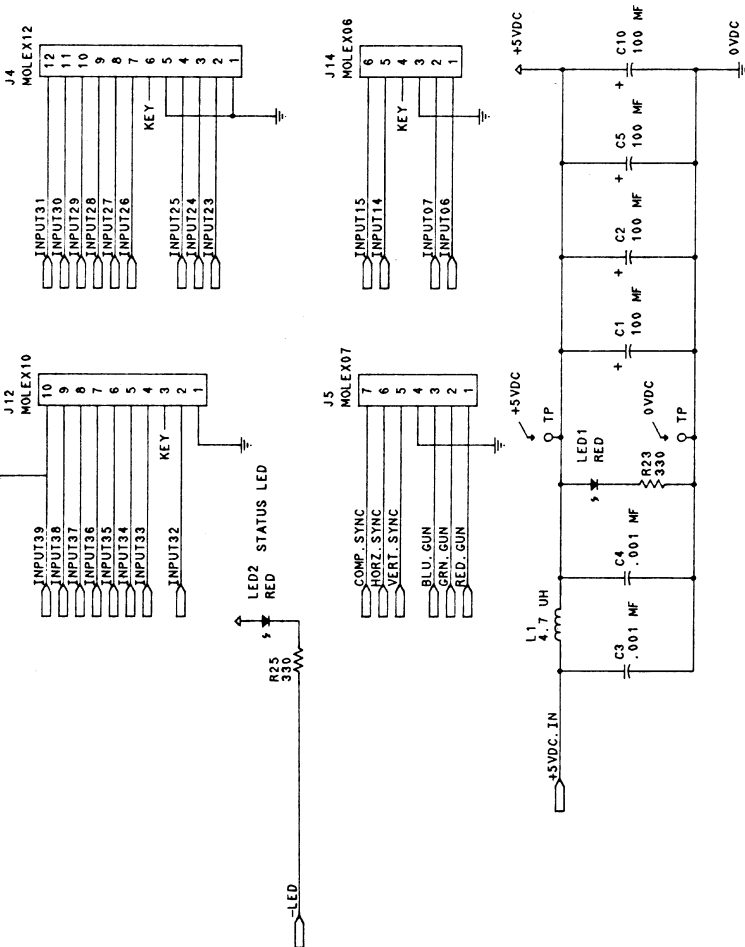 J4
MOLEX12
INPUT31 12
INPUT30 11
INPUT29 10
INPUT28 9
INPUT27 8
INPUT26 7
KEY 6
5
INPUT25 4
INPUT24 3
INPUT23 2
1
J14
MOLEX06
INPUT15 6
INPUT14 5
KEY 4
3
INPUT07 2
INPUT06 1
J12
MOLEX10
INPUT39 10
INPUT38 9
INPUT37 8
INPUT36 7
INPUT35 6
INPUT34 5
INPUT33 4
KEY 3
INPUT32 2
1
J5
MOLEX07
COMP.SYNC 7
HORZ.SYNC 6
VERT.SYNC 5
4
BLU.GUN 3
GRN.GUN 2
RED.GUN 1
LED2
RED
STATUS LED
R25
330
-LED
+5VDC.IN
L1
4.7 UH
C3
.001 MF
C4
.001 MF
LED1
RED
R23
330
+5VDC
TP
0VDC
TP
+
C1
100 MF
+
C2
100 MF
+
C5
100 MF
+
C10
100 MF
+5VDC
0VDC